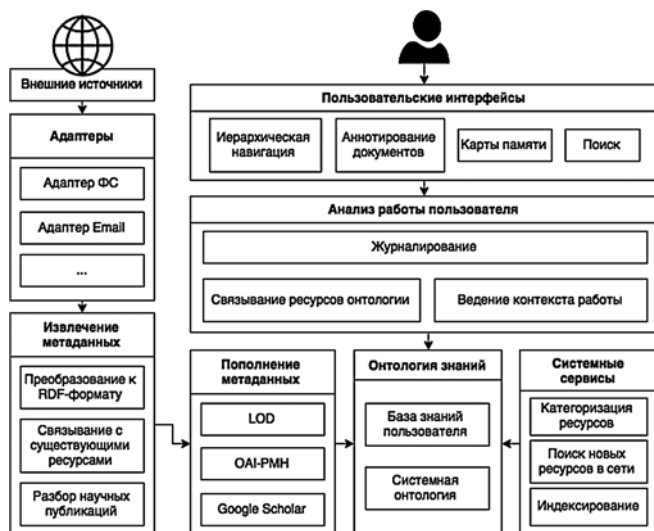 Внешние источники
Адаптеры
Адаптер ФС
Адаптер Email
...
Извлечение
метаданных
Преобразование к
RDF-формату
Связывание с
существующими
ресурсами
Разбор научных
публикаций
Пользовательские интерфейсы
Иерархическая
навигация
Аннотирование
документов
Карты памяти
Поиск
Анализ работы пользователя
Журналирование
Связывание ресурсов онтологии
Ведение контекста работы
Пополнение
метаданных
LOD
OAI-PMH
Google Scholar
Онтология знаний
База знаний
пользователя
Системная
онтология
Системные
сервисы
Категоризация
ресурсов
Поиск новых
ресурсов в сети
Индексирование